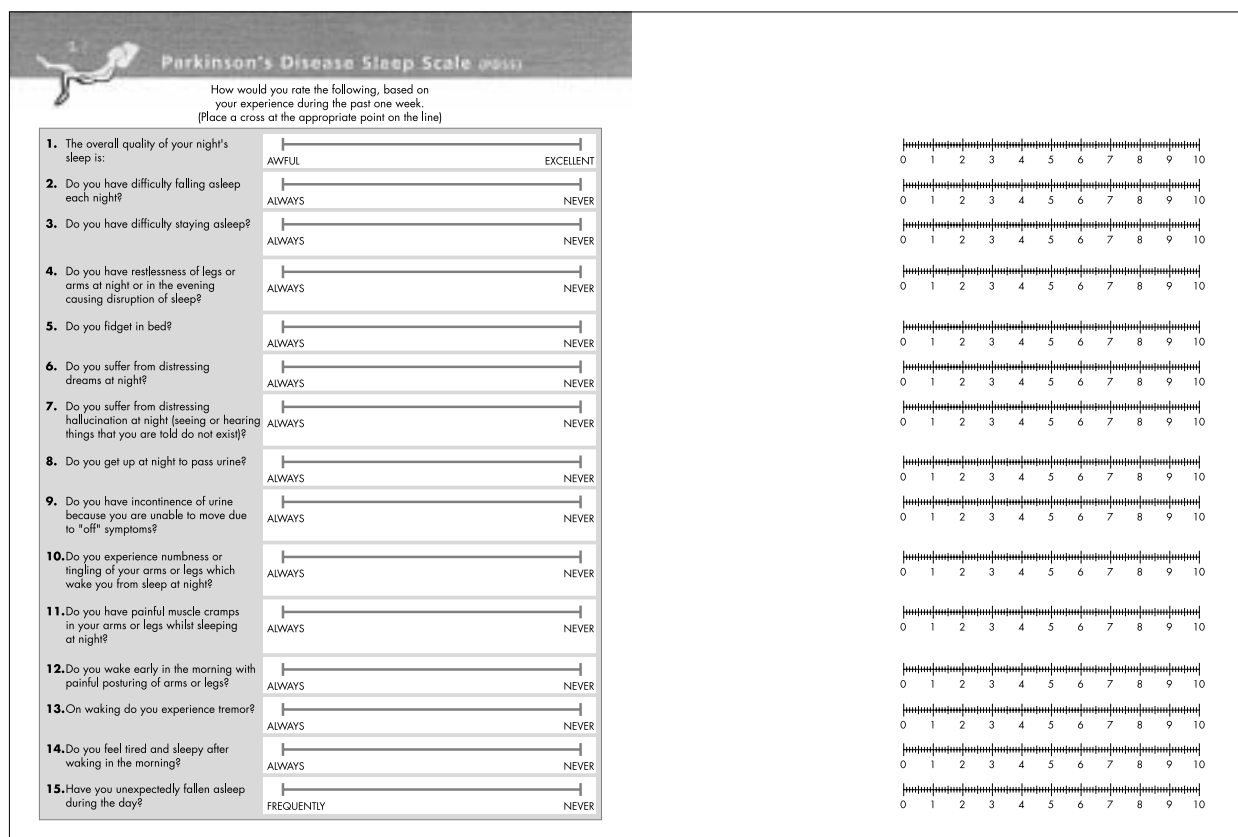 Parkinson's Disease Sleep Scale (PDSS)
How would you rate the following, based on
your experience during the past one week.
(Place a cross at the appropriate point on the line)
1. The overall quality of your night's
sleep is:
AWFUL EXCELLENT
0 1 2 3 4 5 6 7 8 9 10
2. Do you have difficulty falling asleep
each night?
ALWAYS NEVER
0 1 2 3 4 5 6 7 8 9 10
3. Do you have difficulty staying asleep?
ALWAYS NEVER
0 1 2 3 4 5 6 7 8 9 10
4. Do you have restlessness of legs or
arms at night or in the evening
causing disruption of sleep?
ALWAYS NEVER
0 1 2 3 4 5 6 7 8 9 10
5. Do you fidget in bed?
ALWAYS NEVER
0 1 2 3 4 5 6 7 8 9 10
6. Do you suffer from distressing
dreams at night?
ALWAYS NEVER
0 1 2 3 4 5 6 7 8 9 10
7. Do you suffer from distressing
hallucination at night (seeing or hearing
things that you are told do not exist)?
ALWAYS NEVER
0 1 2 3 4 5 6 7 8 9 10
8. Do you get up at night to pass urine?
ALWAYS NEVER
0 1 2 3 4 5 6 7 8 9 10
9. Do you have incontinence of urine
because you are unable to move due
to "off" symptoms?
ALWAYS NEVER
0 1 2 3 4 5 6 7 8 9 10
10. Do you experience numbness or
tingling of your arms or legs which
wake you from sleep at night?
ALWAYS NEVER
0 1 2 3 4 5 6 7 8 9 10
11. Do you have painful muscle cramps
in your arms or legs whilst sleeping
at night?
ALWAYS NEVER
0 1 2 3 4 5 6 7 8 9 10
12. Do you wake early in the morning with
painful posturing of arms or legs?
ALWAYS NEVER
0 1 2 3 4 5 6 7 8 9 10
13. On waking do you experience tremor?
ALWAYS NEVER
0 1 2 3 4 5 6 7 8 9 10
14. Do you feel tired and sleepy after
waking in the morning?
ALWAYS NEVER
0 1 2 3 4 5 6 7 8 9 10
15. Have you unexpectedly fallen asleep
during the day?
FREQUENTLY NEVER
0 1 2 3 4 5 6 7 8 9 10